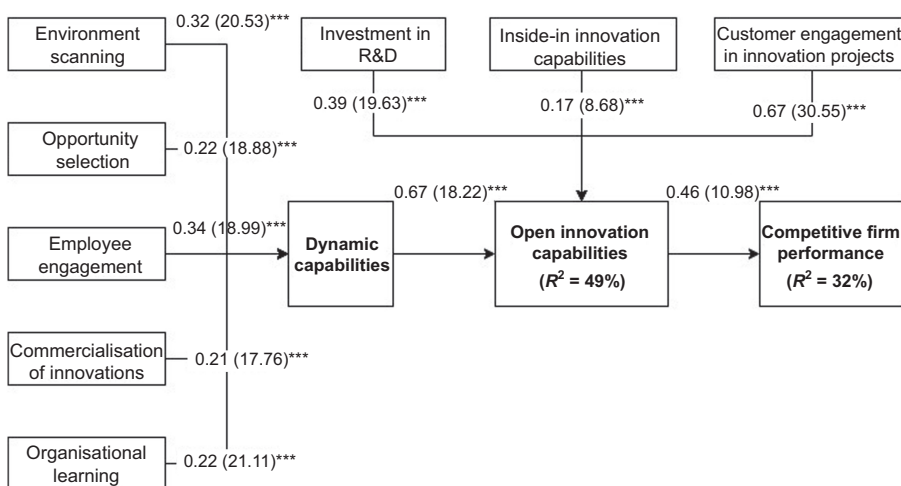 Environment
scanning
0.32 (20.53)***
Investment in
R&D
Inside-in innovation
capabilities
Customer engagement
in innovation projects
0.39 (19.63)***
0.17 (8.68)***
0.67 (30.55)***
Opportunity
selection
0.22 (18.88)***
Employee
engagement
0.34 (18.99)***
Dynamic
capabilities
0.67 (18.22)***
Open innovation
capabilities
(R² = 49%)
0.46 (10.98)***
Competitive firm
performance
(R² = 32%)
Commercialisation
of innovations
0.21 (17.76)***
Organisational
learning
0.22 (21.11)***